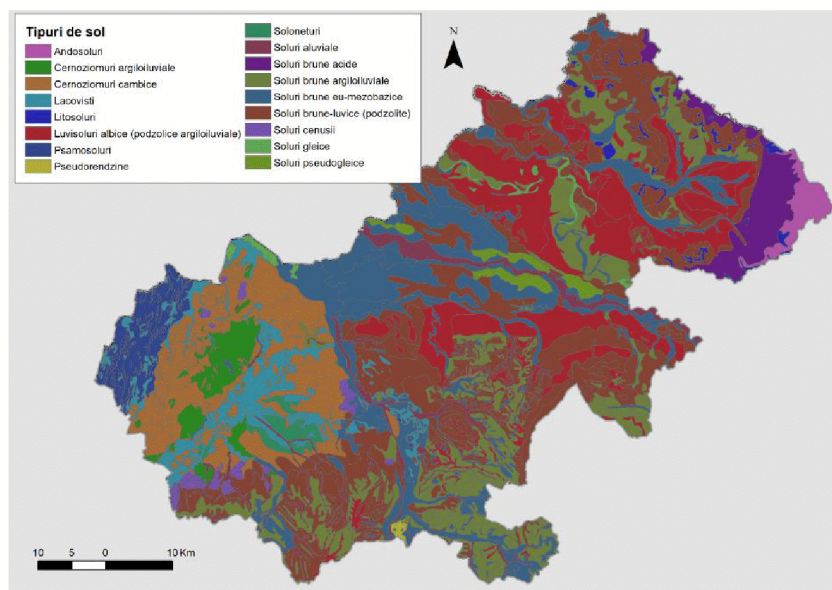 Tipuri de sol
Andosoluri
Cernoziomuri argiloiluviale
Cernoziomuri cambice
Lacovisti
Litosoluri
Luvisoluri albice (podzolice argiloiluviale)
Psamosoluri
Pseudorendzine
Soloneturi
Soluri aluviale
Soluri brune acide
Soluri brune argiloiluviale
Soluri brune eu-mezobazice
Soluri brune-luvice (podzolite)
Soluri cenusii
Soluri gleice
Soluri pseudogleice
N
10 5 0 10 Km